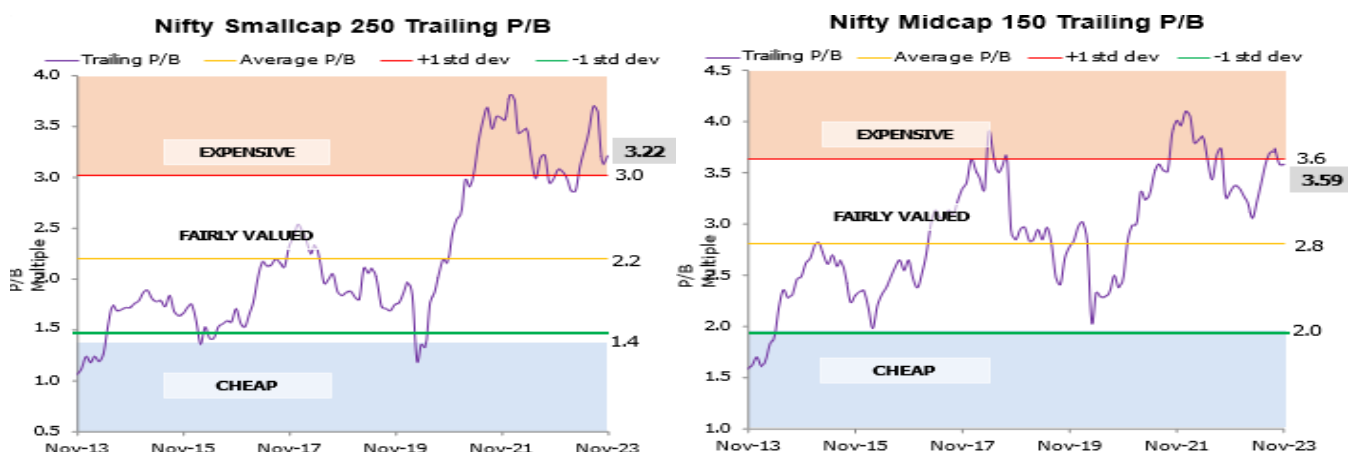 Nifty Smallcap 250 Trailing P/B
Trailing P/B Average P/B +1std dev -1 std dev
4.0
3.5
3.0
2.5
2.0
1.5
1.0
0.5
P/B
Multiple
EXPENSIVE
FAIRLY VALUED
CHEAP
3.22
3.0
2.2
1.4
Nov-13 Nov-15 Nov-17 Nov-19 Nov-21 Nov-23
Nifty Midcap 150 Trailing P/B
Trailing P/B Average P/B +1std dev -1 std dev
4.5
4.0
3.5
3.0
2.5
2.0
1.5
1.0
P/B
Multiple
EXPENSIVE
FAIRLY VALUED
CHEAP
3.6
3.59
2.8
2.0
Nov-13 Nov-15 Nov-17 Nov-19 Nov-21 Nov-23